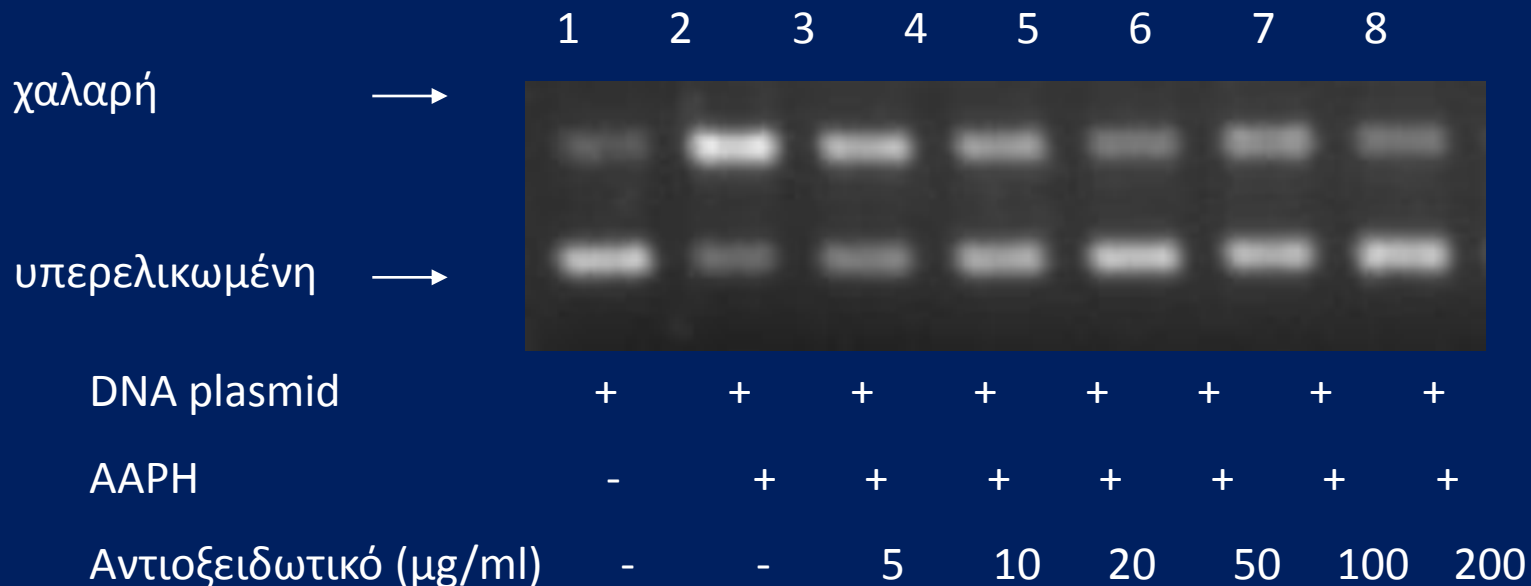 1 2 3 4 5 6 7 8
χαλαρή
υπερελικωμένη
DNA plasmid + + + + + + + +
AAPH - + + + + + + +
Αντιοξειδωτικό (μg/ml) - - 5 10 20 50 100 200